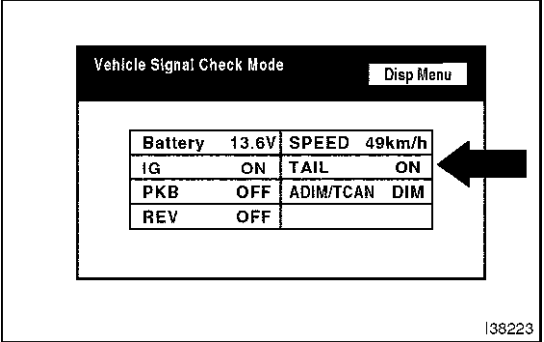 Vehicle Signal Check Mode
Disp Menu
Battery 13.6V SPEED 49km/h
IG ON TAIL ON
PKB OFF ADIM/TCAN DIM
REV OFF
I38223